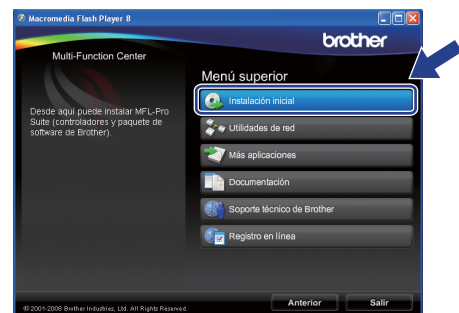 Macromedia Flash Player 8
brother
Multi-Function Center
Menú superior
Desde aquí puede instalar MFL-Pro
Suite (controladores y paquete de
software de Brother).
Instalación inicial
Utilidades de red
Más aplicaciones
Documentación
Soporte técnico de Brother
Registro en línea
© 2001-2008 Brother Industries, Ltd. All Rights Reserved.
Anterior
Salir